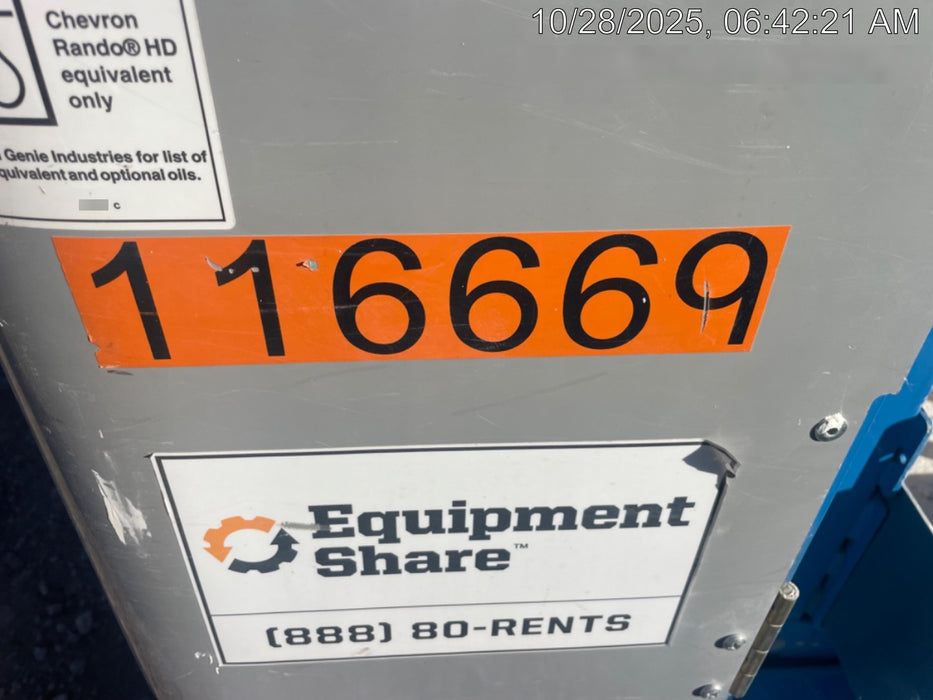 10/28/2025, 06:42:21 AM
Chevron
Rando® HD
equivalent
only
Genie Industries for list of
equivalent and optional oils.
c
116669
Equipment
Share™
(888) 80-RENTS